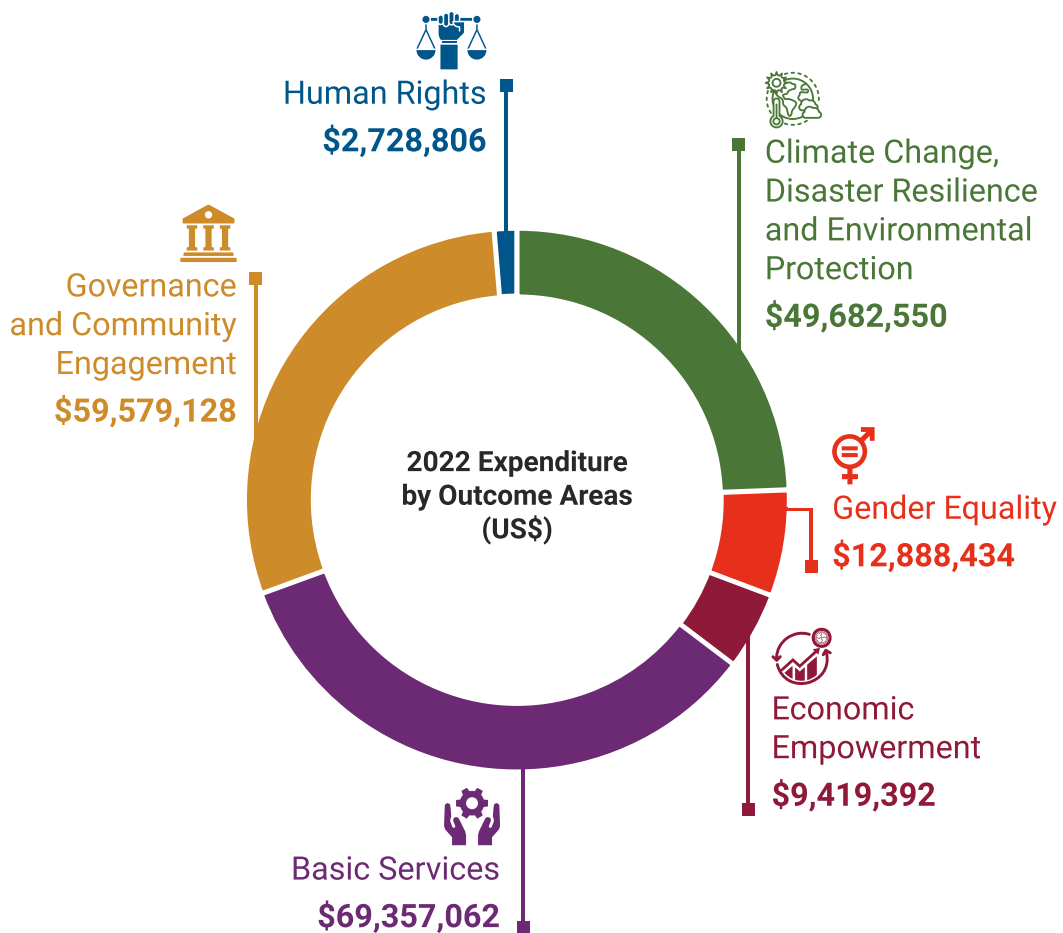 Human Rights
$2,728,806
Climate Change,
Disaster Resilience
and Environmental
Protection
$49,682,550
Governance
and Community
Engagement
$59,579,128
2022 Expenditure
by Outcome Areas
(US$)
Gender Equality
$12,888,434
Economic
Empowerment
$9,419,392
Basic Services
$69,357,062